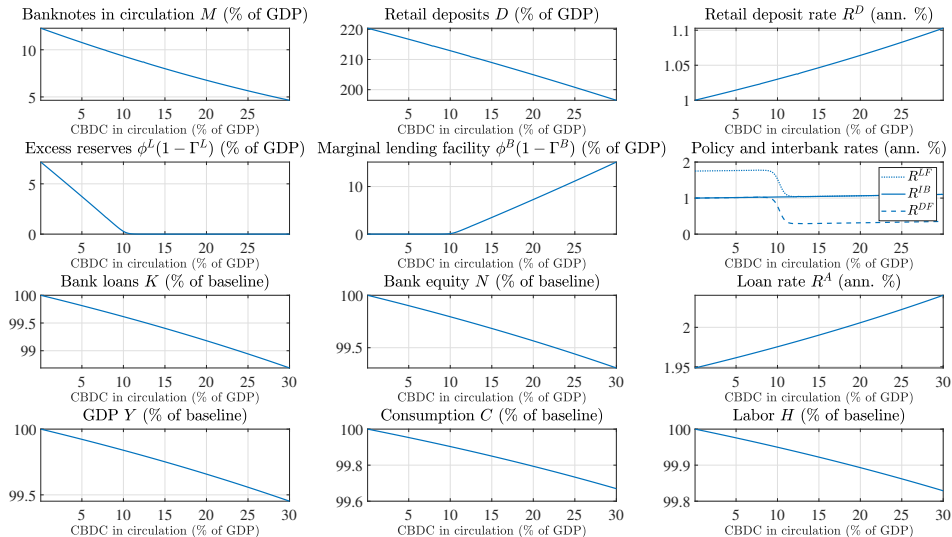 Banknotes in circulation M (% of GDP)
Retail deposits D (% of GDP)
Retail deposit rate R^D (ann. %)
10
5
220
210
200
1.1
1.05
1
5 10 15 20 25 30
5 10 15 20 25 30
5 10 15 20 25 30
CBDC in circulation (% of GDP)
CBDC in circulation (% of GDP)
CBDC in circulation (% of GDP)
Excess reserves ϕ^L(1 − Γ^L) (% of GDP)
Marginal lending facility ϕ^B(1 − Γ^B) (% of GDP)
Policy and interbank rates (ann. %)
5
0
10
5
0
2
1
0
R^LF
R^IB
R^DF
5 10 15 20 25 30
5 10 15 20 25 30
5 10 15 20 25 30
CBDC in circulation (% of GDP)
CBDC in circulation (% of GDP)
CBDC in circulation (% of GDP)
Bank loans K (% of baseline)
Bank equity N (% of baseline)
Loan rate R^A (ann. %)
100
99.5
99
100
99.5
2
1.95
5 10 15 20 25 30
5 10 15 20 25 30
5 10 15 20 25 30
CBDC in circulation (% of GDP)
CBDC in circulation (% of GDP)
CBDC in circulation (% of GDP)
GDP Y (% of baseline)
Consumption C (% of baseline)
Labor H (% of baseline)
100
99.5
100
99.8
99.6
100
99.9
99.8
5 10 15 20 25 30
5 10 15 20 25 30
5 10 15 20 25 30
CBDC in circulation (% of GDP)
CBDC in circulation (% of GDP)
CBDC in circulation (% of GDP)